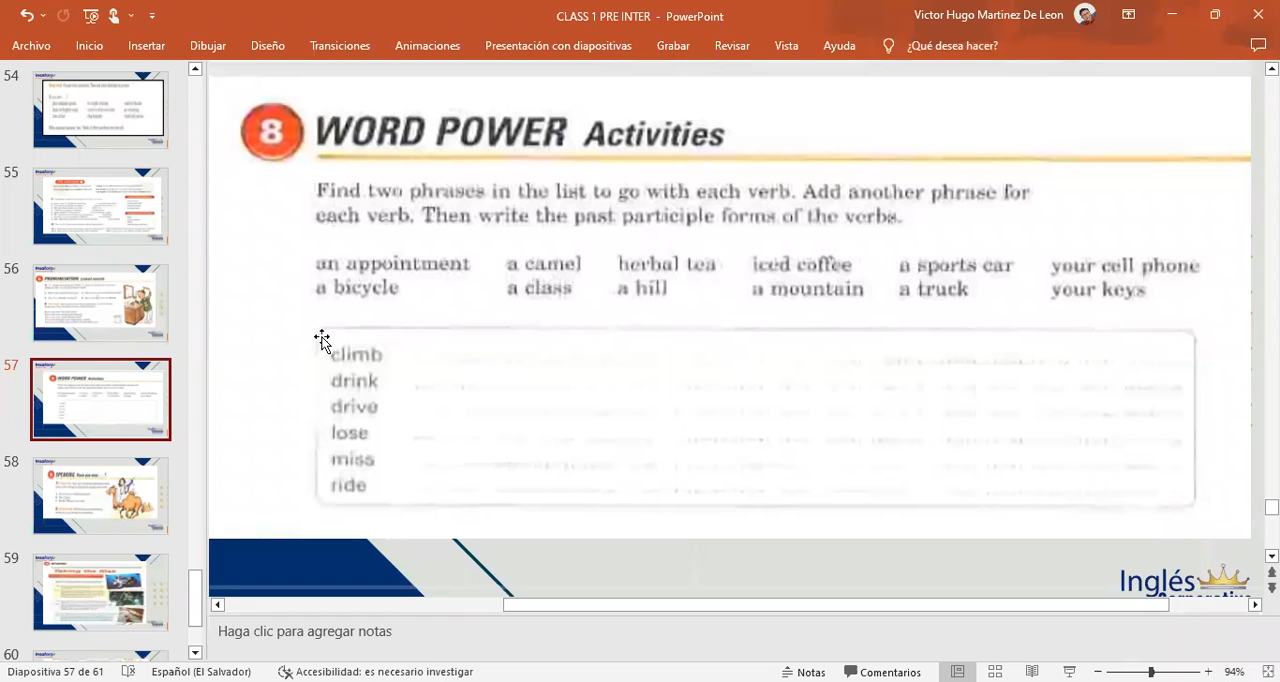 CLASS 1 PRE INTER - PowerPoint
Victor Hugo Martinez De Leon
Archivo Inicio Insertar Dibujar Diseño Transiciones Animaciones Presentación con diapositivas Grabar Revisar Vista Ayuda ¿Qué desea hacer?
54
55
56
57
58
59
60
8 WORD POWER Activities
Find two phrases in the list to go with each verb. Add another phrase for
each verb. Then write the past participle forms of the verbs.
an appointment a camel herbal tea iced coffee a sports car your cell phone
a bicycle a class a hill a mountain a truck your keys
climb
drink
drive
lose
miss
ride
Inglés
Haga clic para agregar notas
Diapositiva 57 de 61 Español (El Salvador) Accesibilidad: es necesario investigar Notas Comentarios 94%